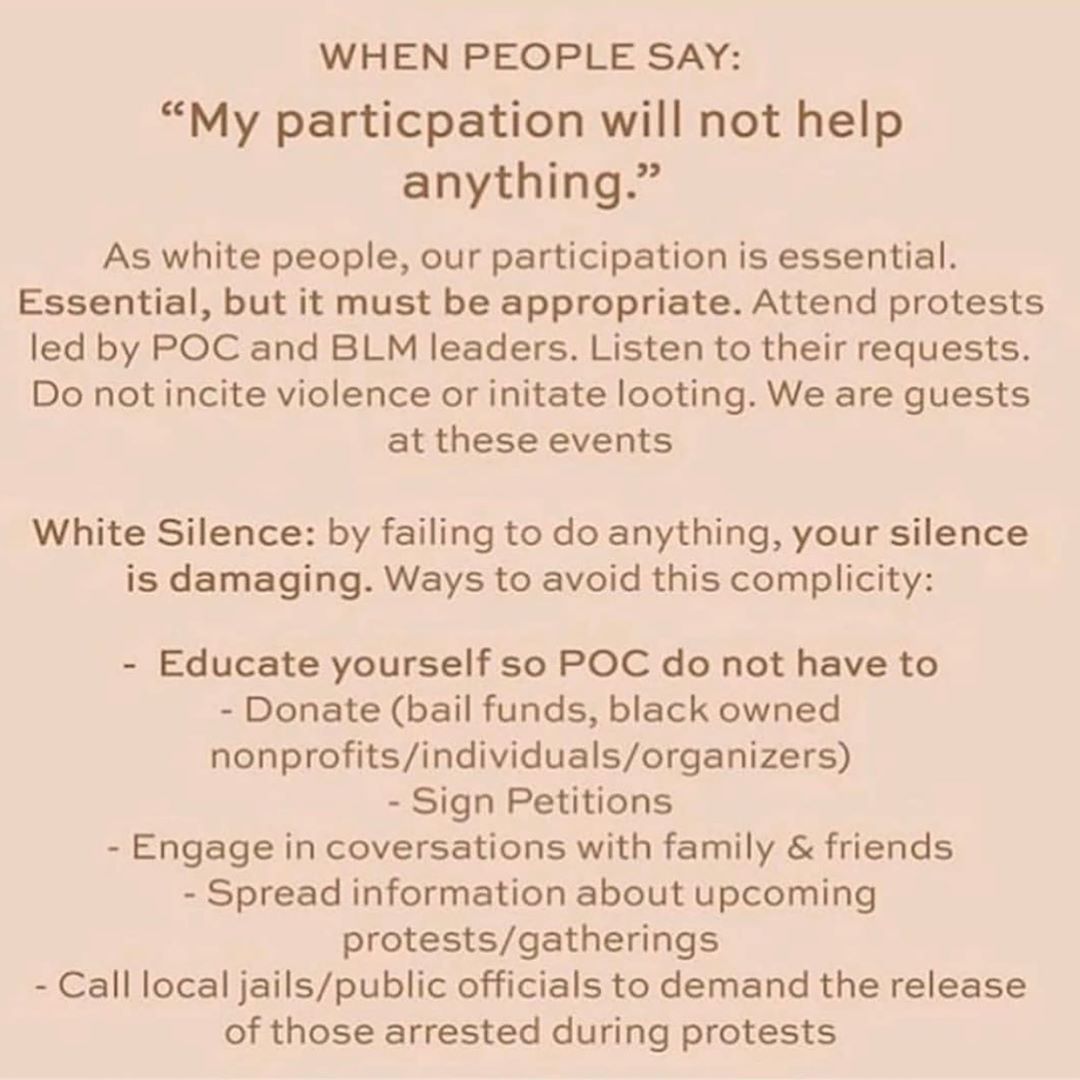 WHEN PEOPLE SAY:
“My particpation will not help
anything.”
As white people, our participation is essential.
Essential, but it must be appropriate. Attend protests
led by POC and BLM leaders. Listen to their requests.
Do not incite violence or initate looting. We are guests
at these events
White Silence: by failing to do anything, your silence
is damaging. Ways to avoid this complicity:
- Educate yourself so POC do not have to
- Donate (bail funds, black owned
nonprofits/individuals/organizers)
- Sign Petitions
- Engage in coversations with family & friends
- Spread information about upcoming
protests/gatherings
- Call local jails/public officials to demand the release
of those arrested during protests